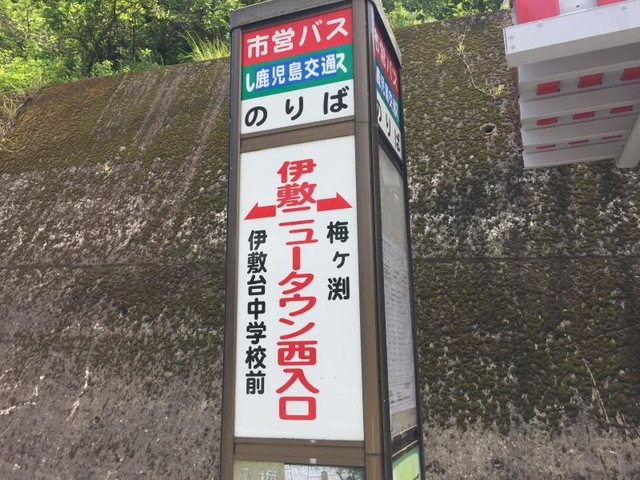 市営バス
鹿児島交通
のりば
伊敷ニュータウン西入口
梅ヶ渕
伊敷台中学校前